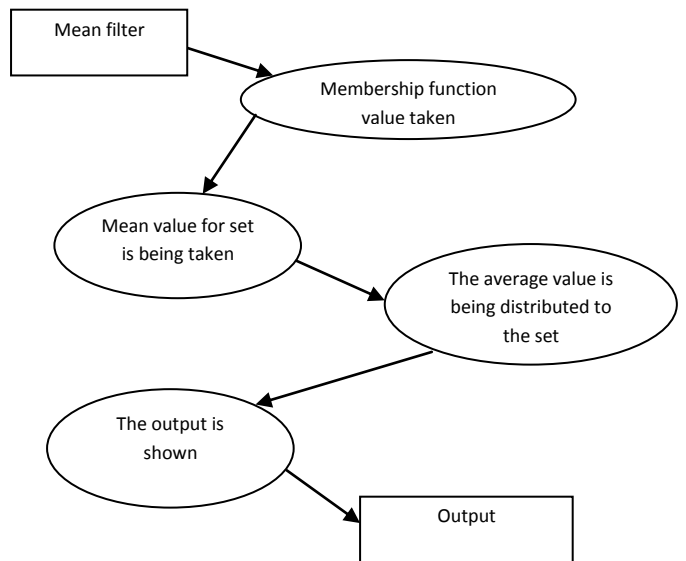 Mean filter
Membership function
value taken
Mean value for set
is being taken
The average value is
being distributed to
the set
The output is
shown
Output